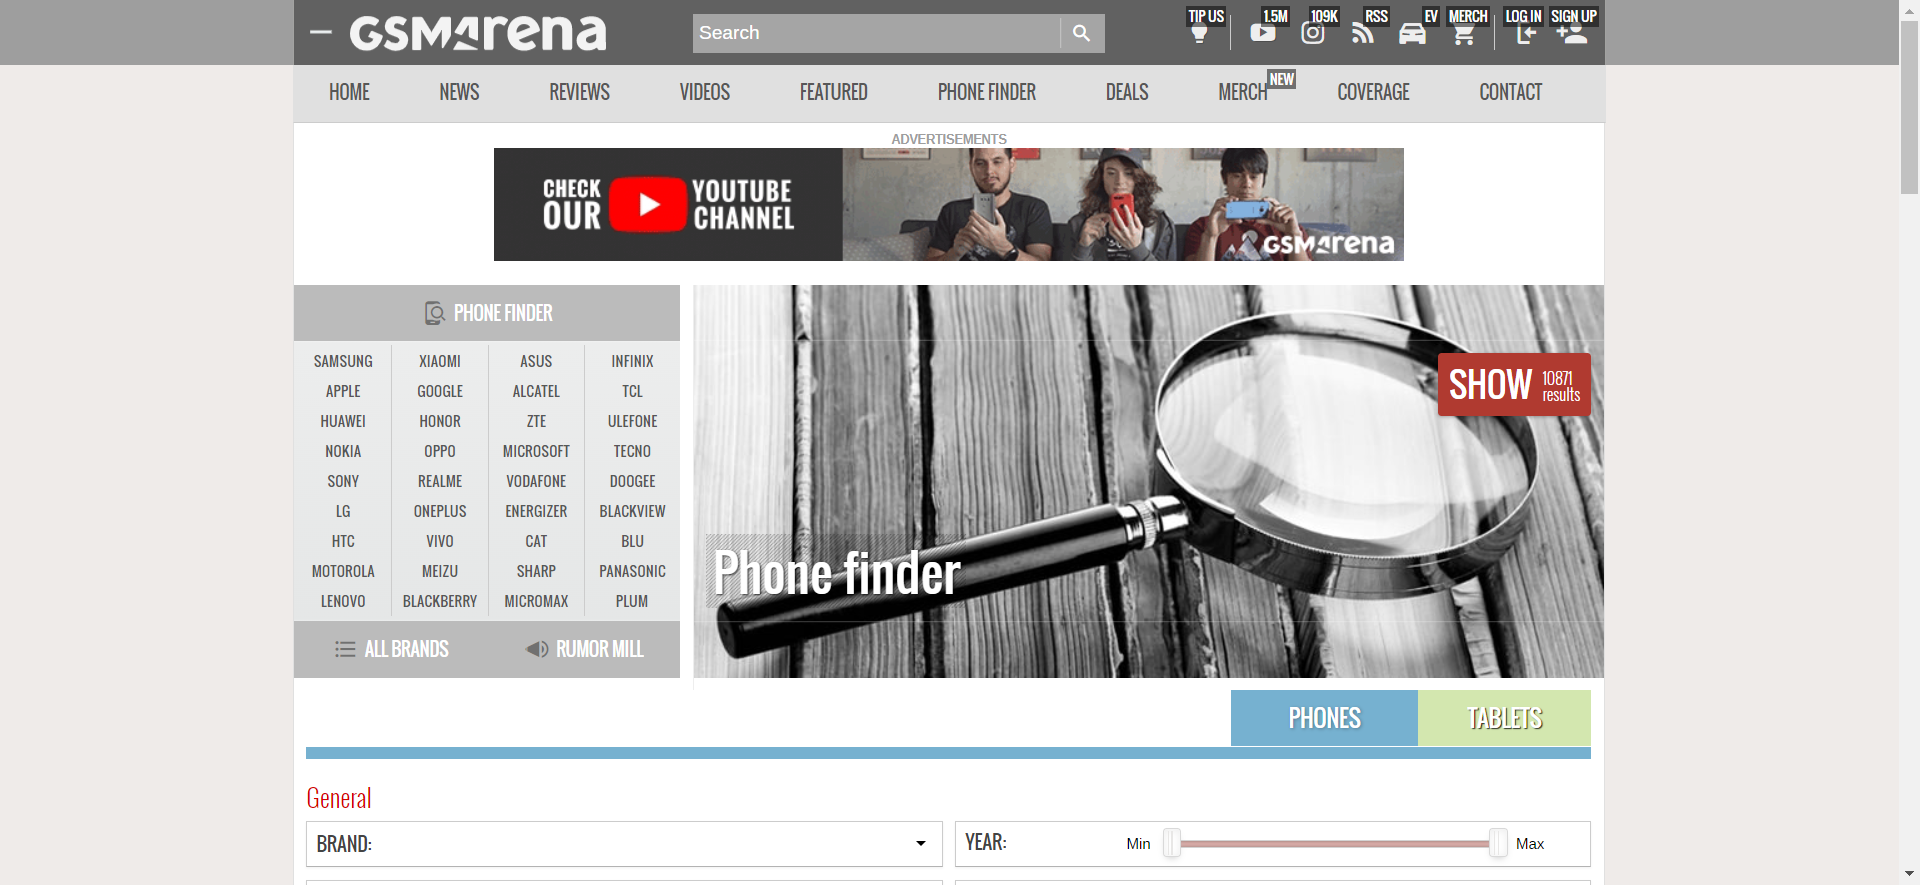 GSMArena
Search
TIP US
1.5M
109K
RSS
EV
MERCH
LOG IN
SIGN UP
HOME
NEWS
REVIEWS
VIDEOS
FEATURED
PHONE FINDER
DEALS
MERCH
NEW
COVERAGE
CONTACT
ADVERTISEMENTS
CHECK OUR
YOUTUBE CHANNEL
GSMArena
PHONE FINDER
SAMSUNG XIAOMI ASUS INFINIX
APPLE GOOGLE ALCATEL TCL
HUAWEI HONOR ZTE ULEFONE
NOKIA OPPO MICROSOFT TECNO
SONY REALME VODAFONE DOOGEE
LG ONEPLUS ENERGIZER BLACKVIEW
HTC VIVO CAT BLU
MOTOROLA MEIZU SHARP PANASONIC
LENOVO BLACKBERRY MICROMAX PLUM
ALL BRANDS
RUMOR MILL
SHOW 10871 results
Phone finder
PHONES
TABLETS
General
BRAND:
YEAR:
Min
Max